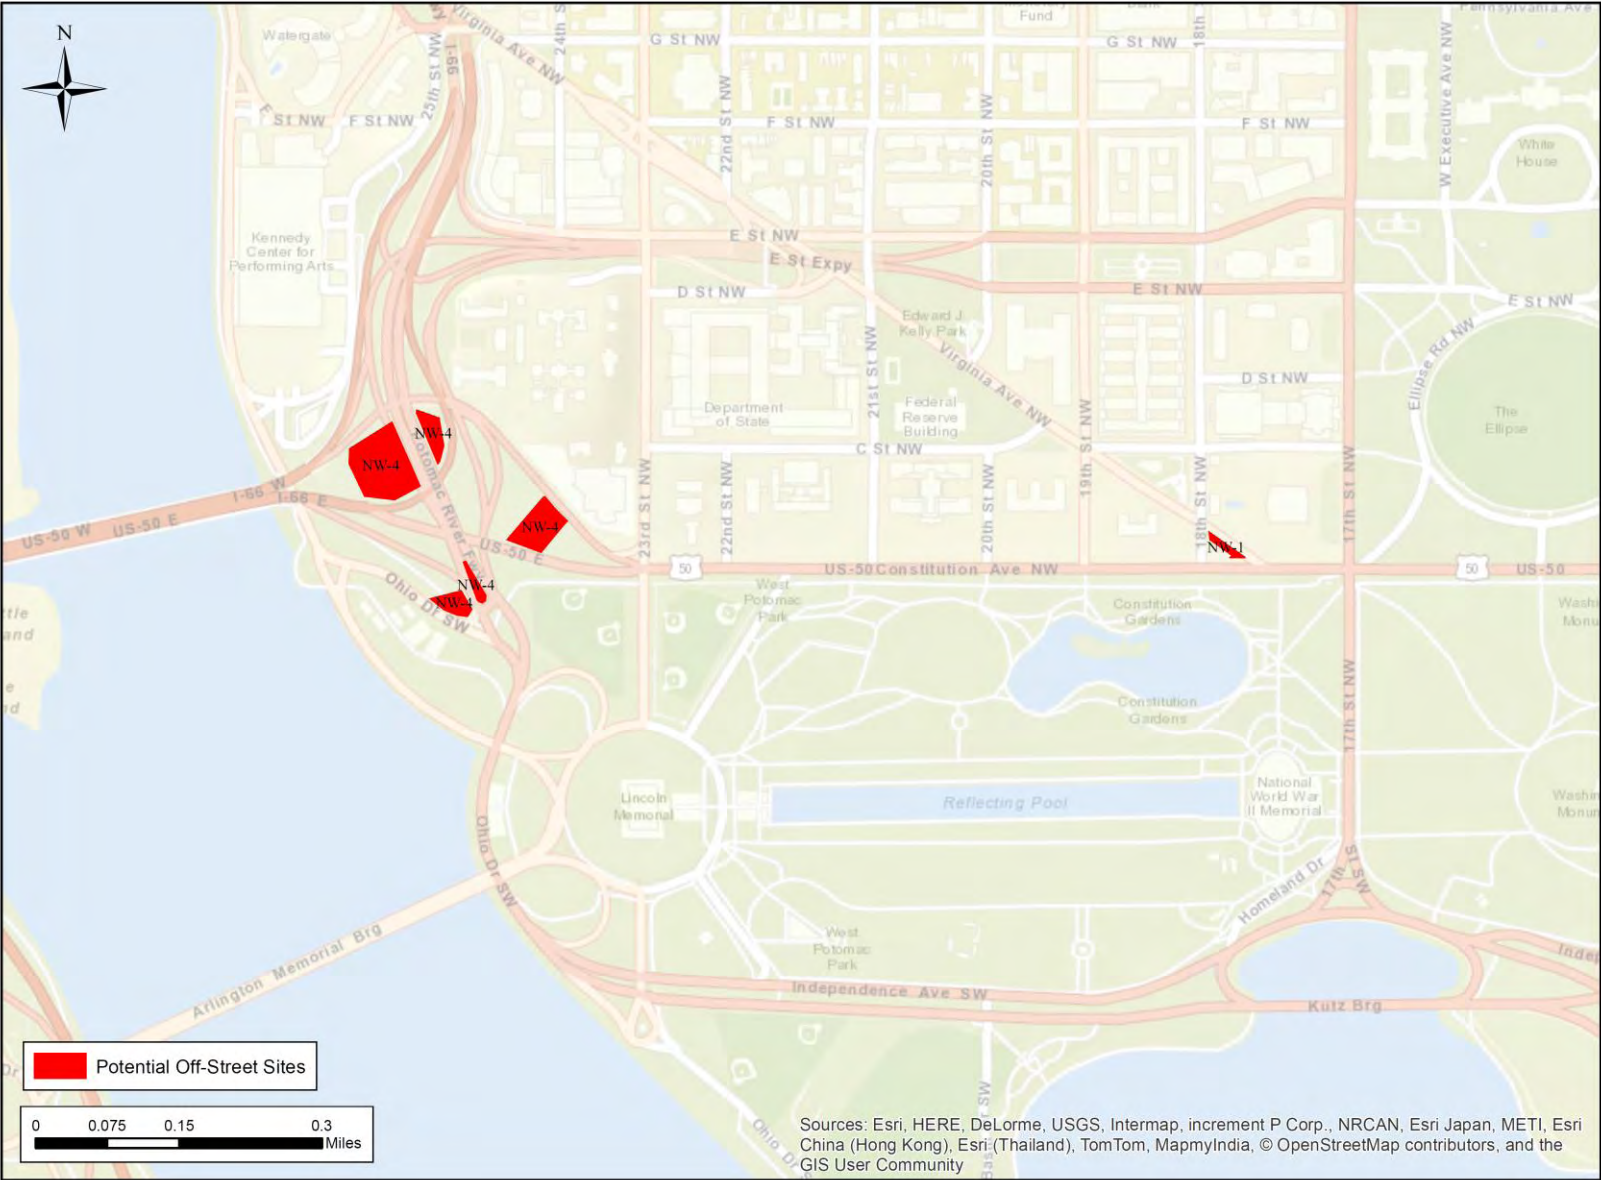 N
Watergate
Virginia Ave NW
I-66
25th St NW
24th S
G St NW
G St NW
Fund
18th S
Pennsylvania Ave
W Executive Ave NW
St NW
F St NW
22nd St NW
F St NW
20th St NW
F St NW
White
House
Kennedy
Center for
Performing Arts
E St NW
E St Expy
D St NW
E St NW
E St NW
Edward J
Kelly Park
Virginia Ave NW
21st St NW
Ellipse Rd NW
D St NW
Department
of State
Federal
Reserve
Building
The
Ellipse
19th St NW
C St NW
NW-4
NW-4
NW-4
NW-4
NW-4
NW-1
I-66 W
I-66 E
US-50 W
US-50 E
US-50 E
23rd St NW
22nd St NW
20th St NW
18th St NW
17th St NW
50
US-50
Constitution Ave NW
50
US-50
Ohio Dr SW
West
Potomac
Park
Constitution
Gardens
Constitution
Gardens
17th St NW
Lincoln
Memorial
Reflecting Pool
National
World War
II Memorial
Ohio Dr SW
Homeland Dr
17th St SW
Arlington Memorial Brg
West
Potomac
Park
Independence Ave SW
Kutz Brg
Potential Off-Street Sites
0 0.075 0.15 0.3
Miles
Ohio Dr
Sources: Esri, HERE, DeLorme, USGS, Intermap, increment P Corp., NRCAN, Esri Japan, METI, Esri
China (Hong Kong), Esri (Thailand), TomTom, MapmyIndia, © OpenStreetMap contributors, and the
GIS User Community